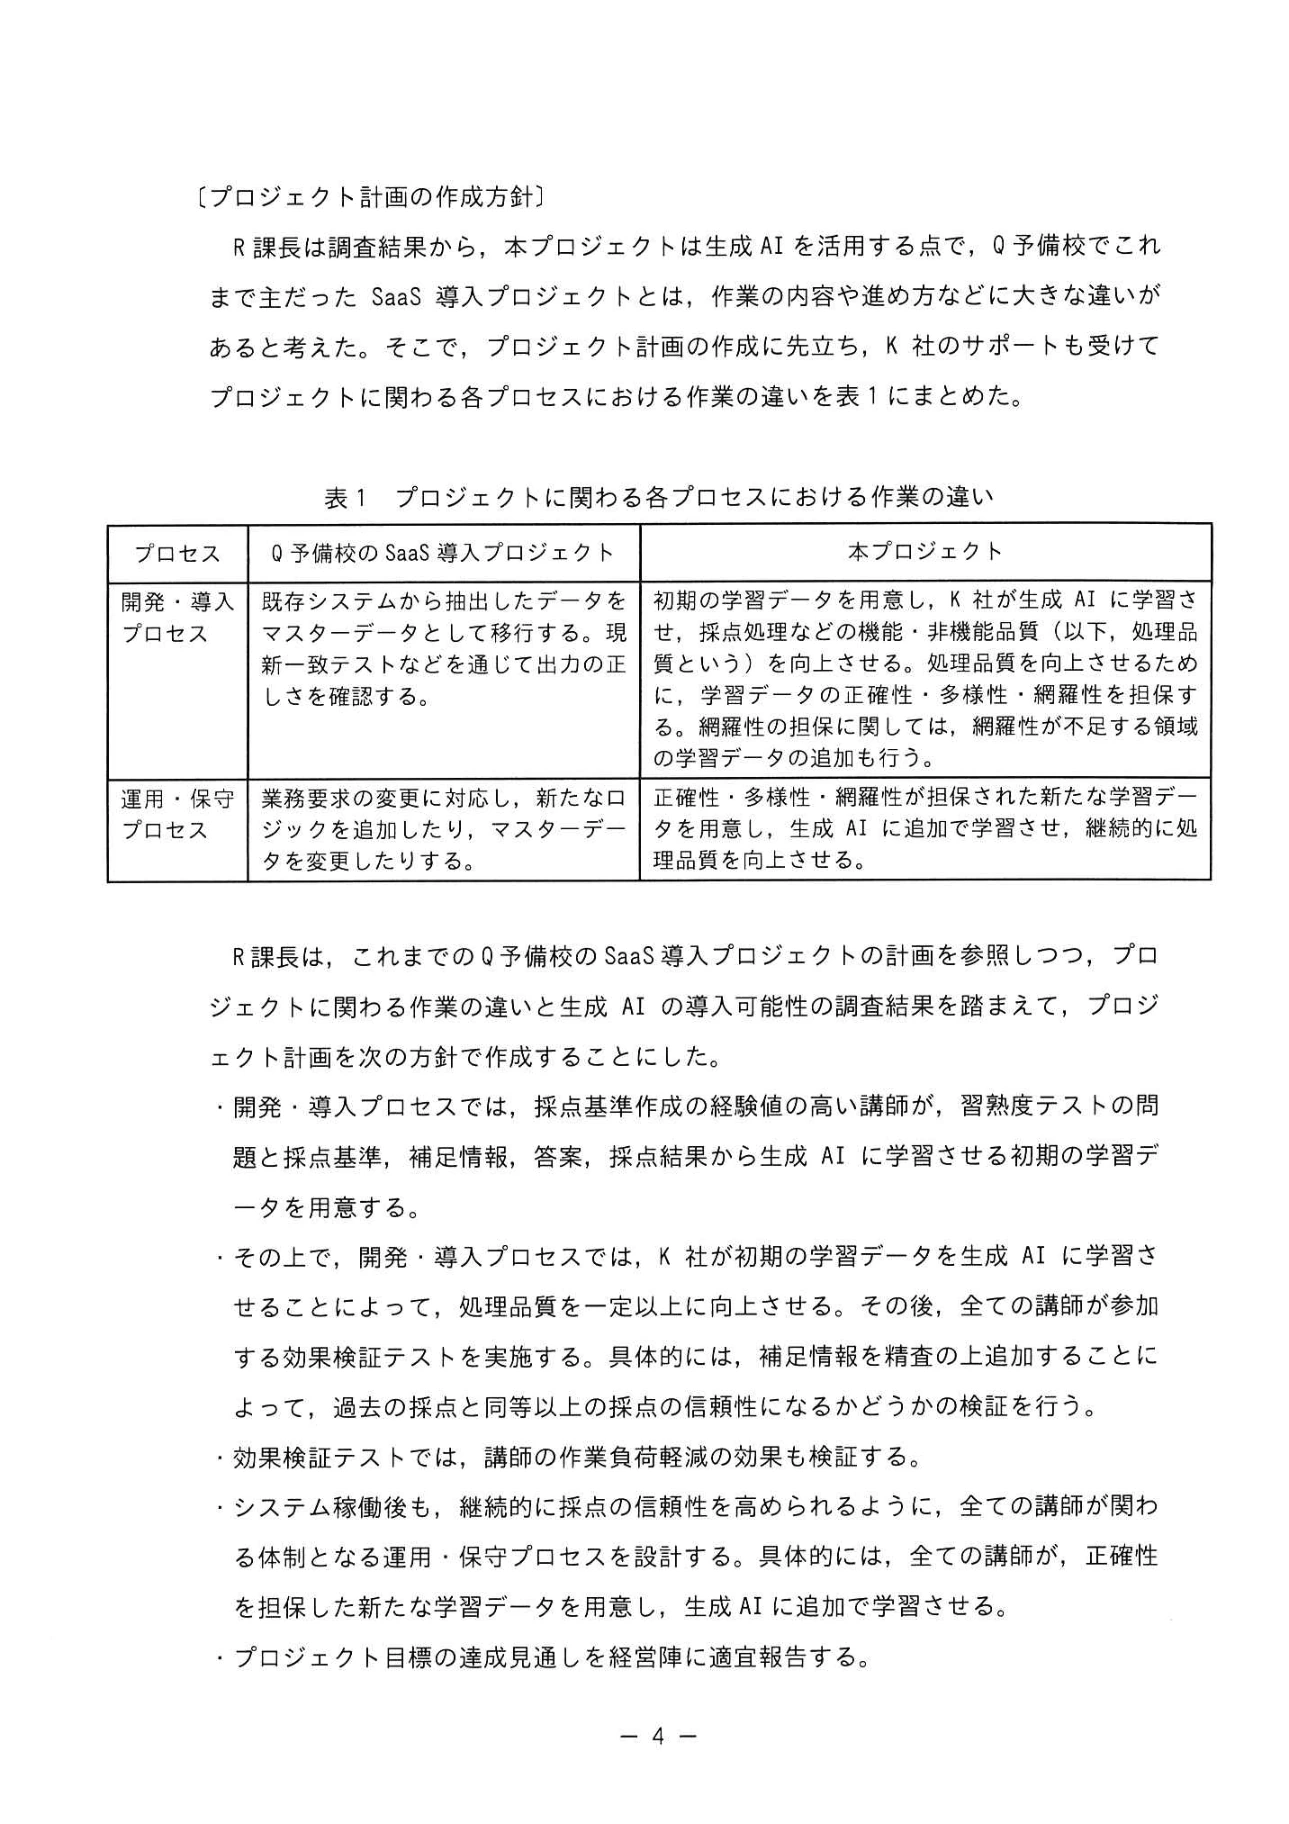 〔プロジェクト計画の作成方針〕
R課長は調査結果から，本プロジェクトは生成AIを活用する点で，Q予備校でこれ
まで主だった SaaS 導入プロジェクトとは，作業の内容や進め方などに大きな違いが
あると考えた。そこで，プロジェクト計画の作成に先立ち，K 社のサポートも受けて
プロジェクトに関わる各プロセスにおける作業の違いを表1にまとめた。
表1　プロジェクトに関わる各プロセスにおける作業の違い
プロセス
Q予備校のSaaS導入プロジェクト
本プロジェクト
開発・導入
プロセス
既存システムから抽出したデータを
マスターデータとして移行する。現
新一致テストなどを通じて出力の正
しさを確認する。
初期の学習データを用意し，K 社が生成 AI に学習さ
せ，採点処理などの機能・非機能品質（以下，処理品
質という）を向上させる。処理品質を向上させるため
に，学習データの正確性・多様性・網羅性を担保す
る。網羅性の担保に関しては，網羅性が不足する領域
の学習データの追加も行う。
運用・保守
プロセス
業務要求の変更に対応し，新たなロ
ジックを追加したり，マスターデー
タを変更したりする。
正確性・多様性・網羅性が担保された新たな学習デー
タを用意し，生成 AI に追加で学習させ，継続的に処
理品質を向上させる。
R課長は，これまでのQ予備校のSaaS導入プロジェクトの計画を参照しつつ，プロ
ジェクトに関わる作業の違いと生成 AI の導入可能性の調査結果を踏まえて，プロジ
ェクト計画を次の方針で作成することにした。
・開発・導入プロセスでは，採点基準作成の経験値の高い講師が，習熟度テストの問
題と採点基準，補足情報，答案，採点結果から生成 AI に学習させる初期の学習デ
ータを用意する。
・その上で，開発・導入プロセスでは，K 社が初期の学習データを生成 AI に学習さ
せることによって，処理品質を一定以上に向上させる。その後，全ての講師が参加
する効果検証テストを実施する。具体的には，補足情報を精査の上追加することに
よって，過去の採点と同等以上の採点の信頼性になるかどうかの検証を行う。
・効果検証テストでは，講師の作業負荷軽減の効果も検証する。
・システム稼働後も，継続的に採点の信頼性を高められるように，全ての講師が関わ
る体制となる運用・保守プロセスを設計する。具体的には，全ての講師が，正確性
を担保した新たな学習データを用意し，生成AIに追加で学習させる。
・プロジェクト目標の達成見通しを経営陣に適宜報告する。
－ 4 －